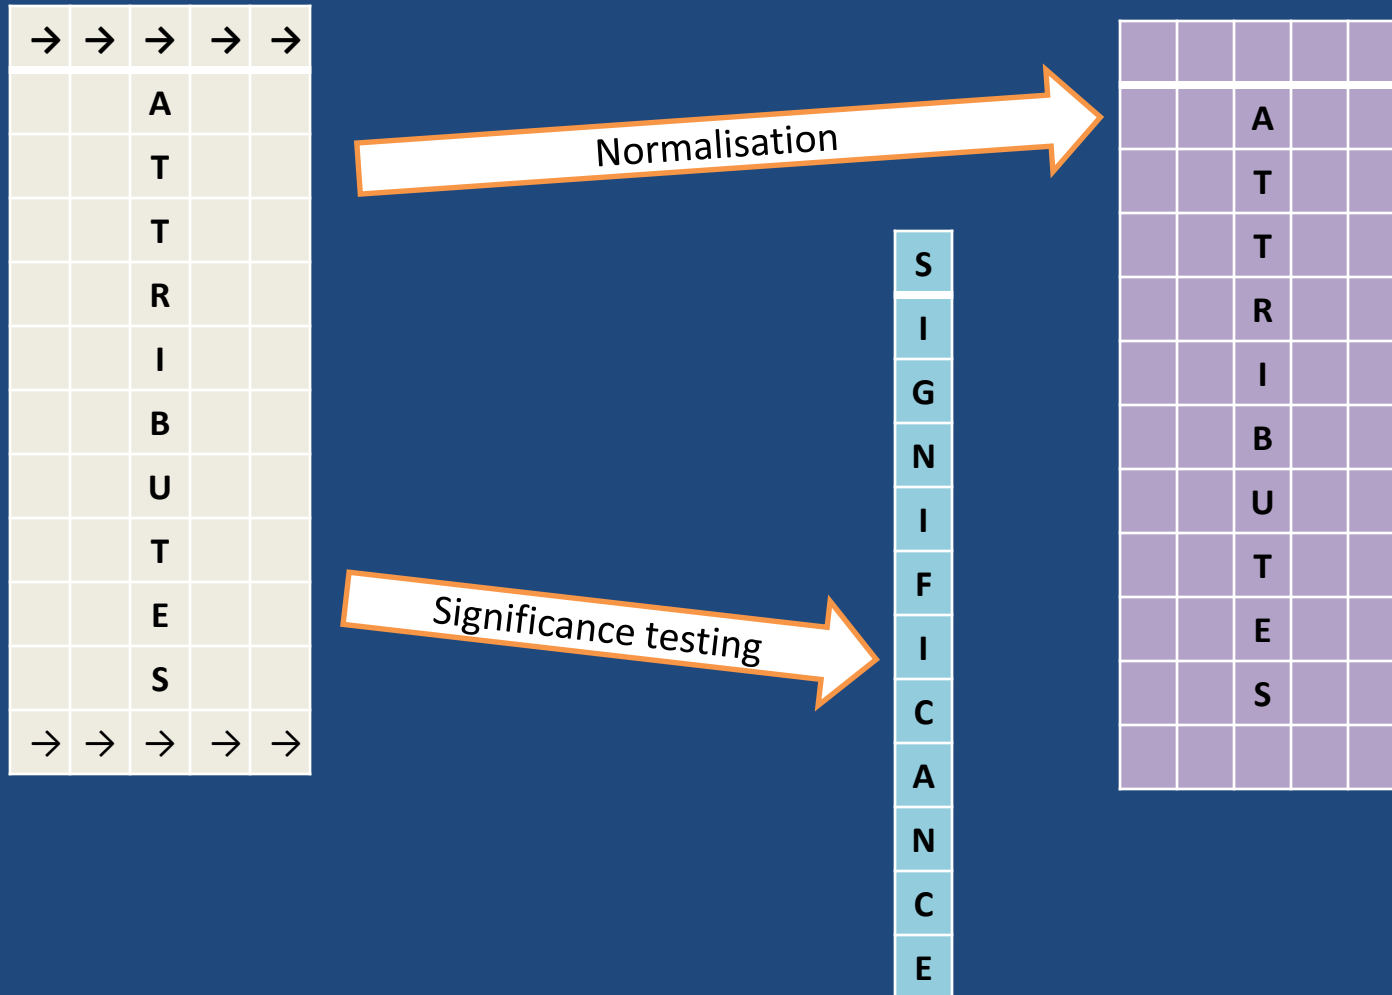 → → → → →
A
T
T
R
I
B
U
T
E
S
→ → → → →
Normalisation
Significance testing
S
I
G
N
I
F
I
C
A
N
C
E
A
T
T
R
I
B
U
T
E
S